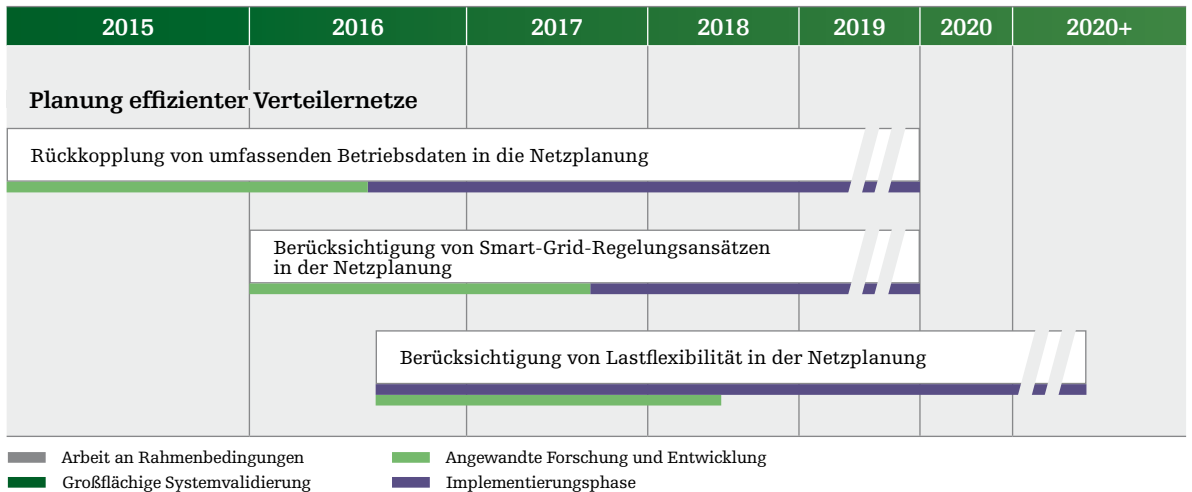 2015 2016 2017 2018 2019 2020 2020+
Planung effizienter Verteilernetze
Rückkopplung von umfassenden Betriebsdaten in die Netzplanung
Berücksichtigung von Smart-Grid-Regelungsansätzen
in der Netzplanung
Berücksichtigung von Lastflexibilität in der Netzplanung
Arbeit an Rahmenbedingungen
Großflächige Systemvalidierung
Angewandte Forschung und Entwicklung
Implementierungsphase